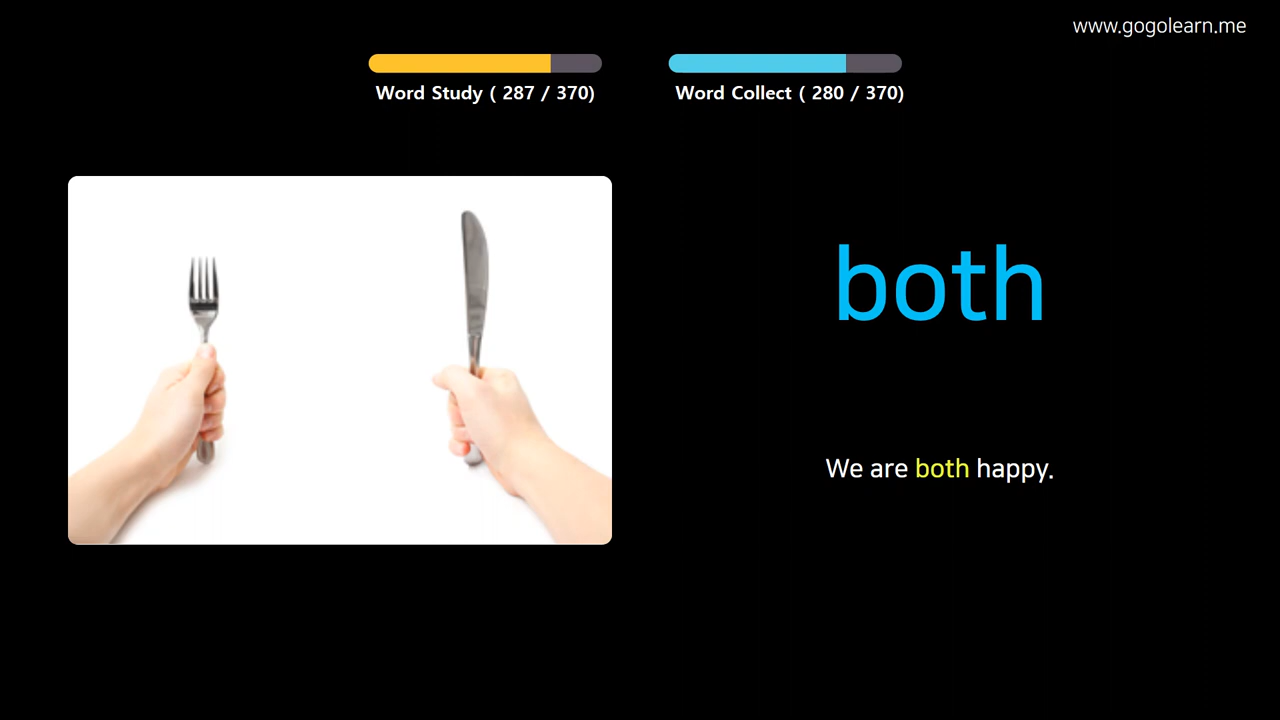 www.gogolearn.me
Word Study ( 287 / 370)
Word Collect ( 280 / 370)
both
We are both happy.